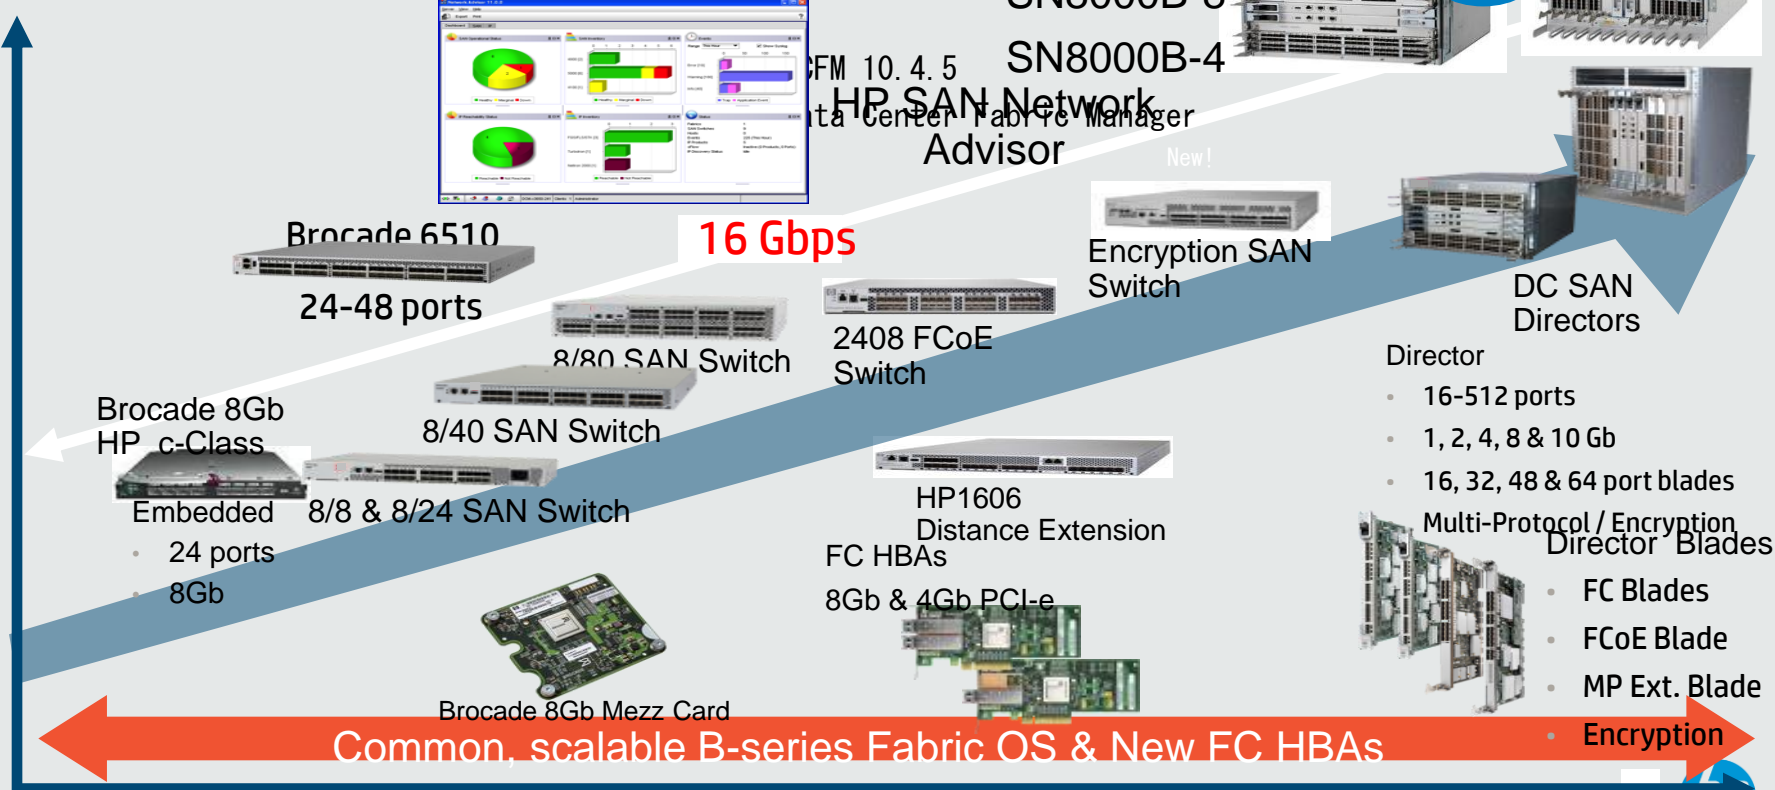 SN8000B-8
SN8000B-4
CFM 10.4.5
HP SAN Network
Advisor
Data Center Fabric Manager
New!
Brocade 6510
24-48 ports
16 Gbps
Encryption SAN
Switch
DC SAN
Directors
8/80 SAN Switch
2408 FCoE
Switch
Director
16-512 ports
1, 2, 4, 8 & 10 Gb
16, 32, 48 & 64 port blades
Multi-Protocol / Encryption
Brocade 8Gb
HP c-Class
8/40 SAN Switch
Embedded
24 ports
8Gb
8/8 & 8/24 SAN Switch
HP1606
Distance Extension
FC HBAs
8Gb & 4Gb PCI-e
Director Blades
FC Blades
FCoE Blade
MP Ext. Blade
Encryption
Brocade 8Gb Mezz Card
Common, scalable B-series Fabric OS & New FC HBAs